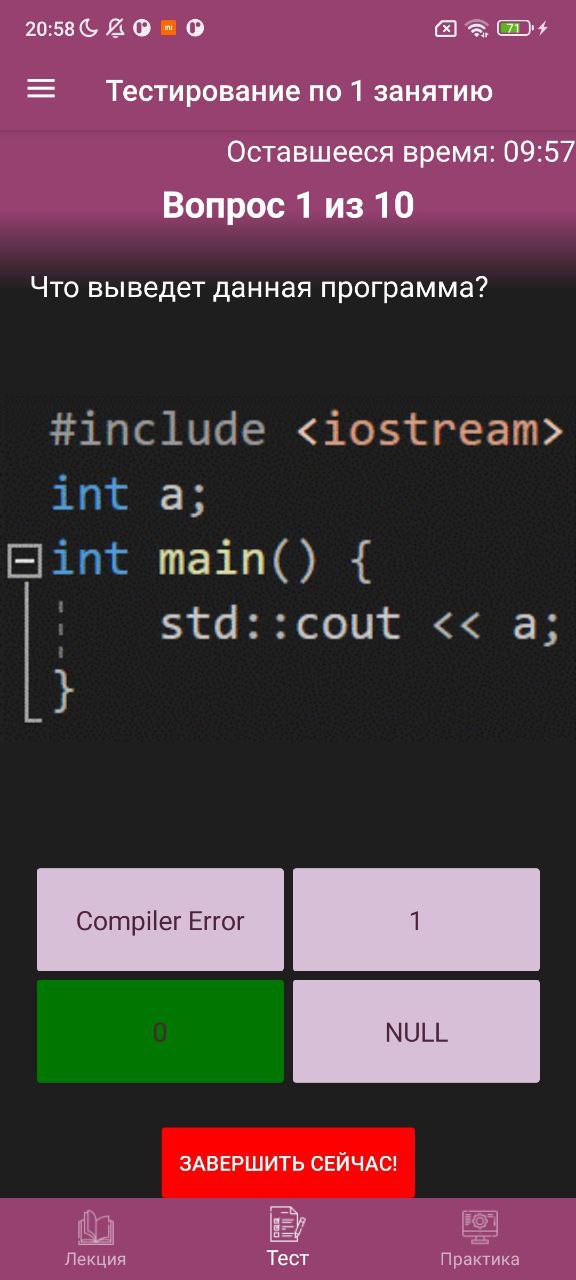 20:58
71
Тестирование по 1 занятию
Оставшееся время: 09:57
Вопрос 1 из 10
Что выведет данная программа?
#include <iostream>
int a;
int main() {
std::cout << a;
}
Compiler Error
1
0
NULL
ЗАВЕРШИТЬ СЕЙЧАС!
Лекция
Тест
Практика